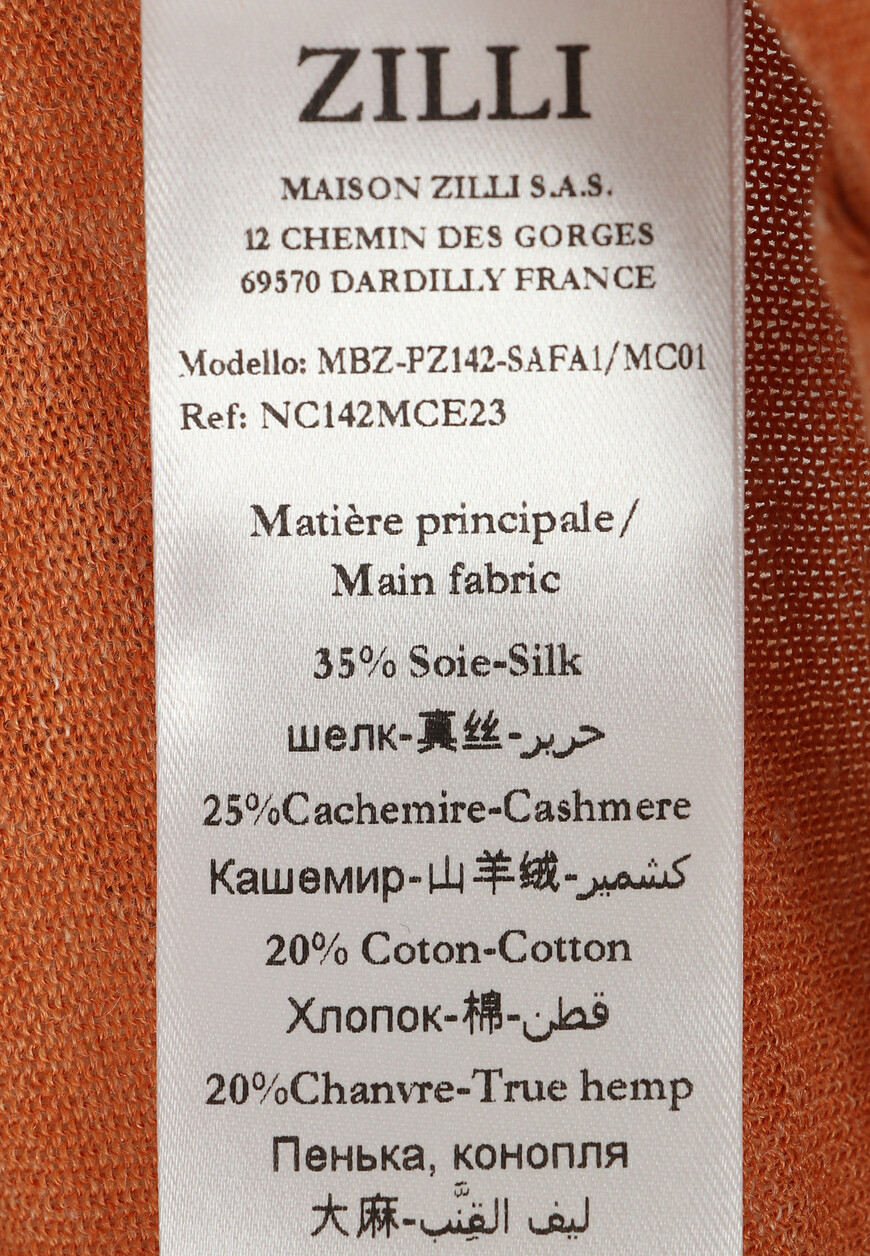 ZILLI
MAISON ZILLI S.A.S.
12 CHEMIN DES GORGES
69570 DARDILLY FRANCE
Modello: MBZ-PZ142-SAFA1/MC01
Ref: NC142MCE23
Matière principale/
Main fabric
35% Soie-Silk
шелк-真丝-حرير
25%Cachemire-Cashmere
Кашемир-山羊绒-كشمير
20% Coton-Cotton
Хлопок-棉-قطن
20%Chanvre-True hemp
Пенька, конопля
大麻-ليف القِنَّب